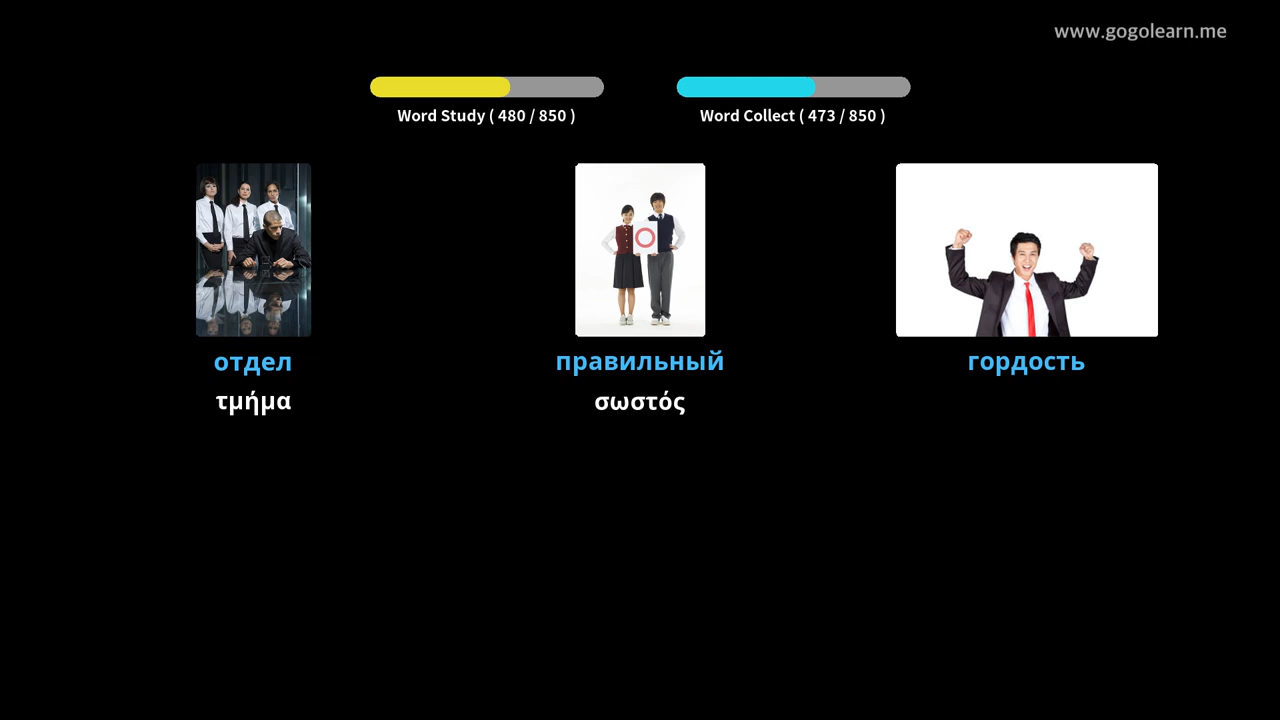 www.gogolearn.me
Word Study ( 480 / 850 )
Word Collect ( 473 / 850 )
отдел
правильный
гордость
τμήμα
σωστός